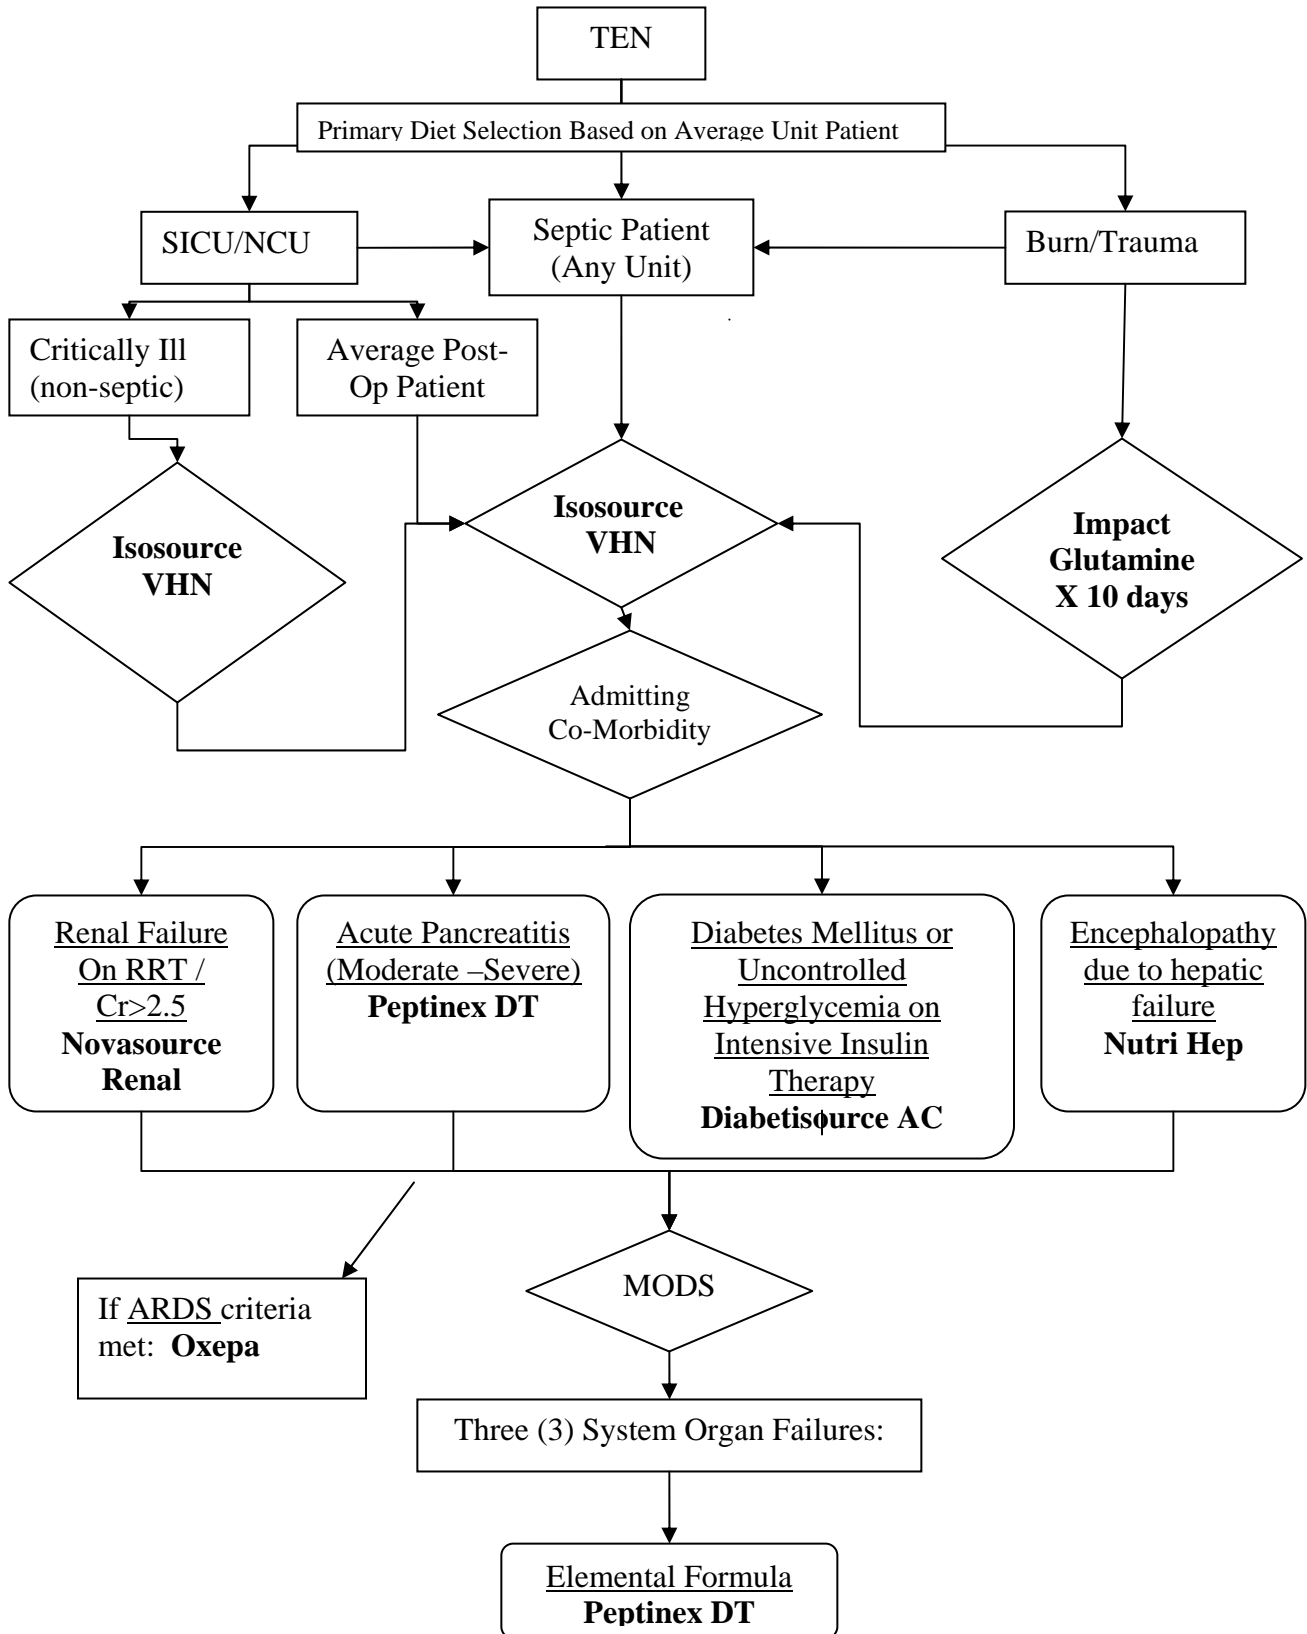 TEN
Primary Diet Selection Based on Average Unit Patient
SICU/NCU
Septic Patient
(Any Unit)
Burn/Trauma
Critically Ill
(non-septic)
Average Post-
Op Patient
Isosource
VHN
Isosource
VHN
Impact
Glutamine
X 10 days
Admitting
Co-Morbidity
Renal Failure
On RRT /
Cr>2.5
Novasource
Renal
Acute Pancreatitis
(Moderate –Severe)
Peptinex DT
Diabetes Mellitus or
Uncontrolled
Hyperglycemia on
Intensive Insulin
Therapy
Diabetisource AC
Encephalopathy
due to hepatic
failure
Nutri Hep
If ARDS criteria
met:  Oxepa
MODS
Three (3) System Organ Failures:
Elemental Formula
Peptinex DT